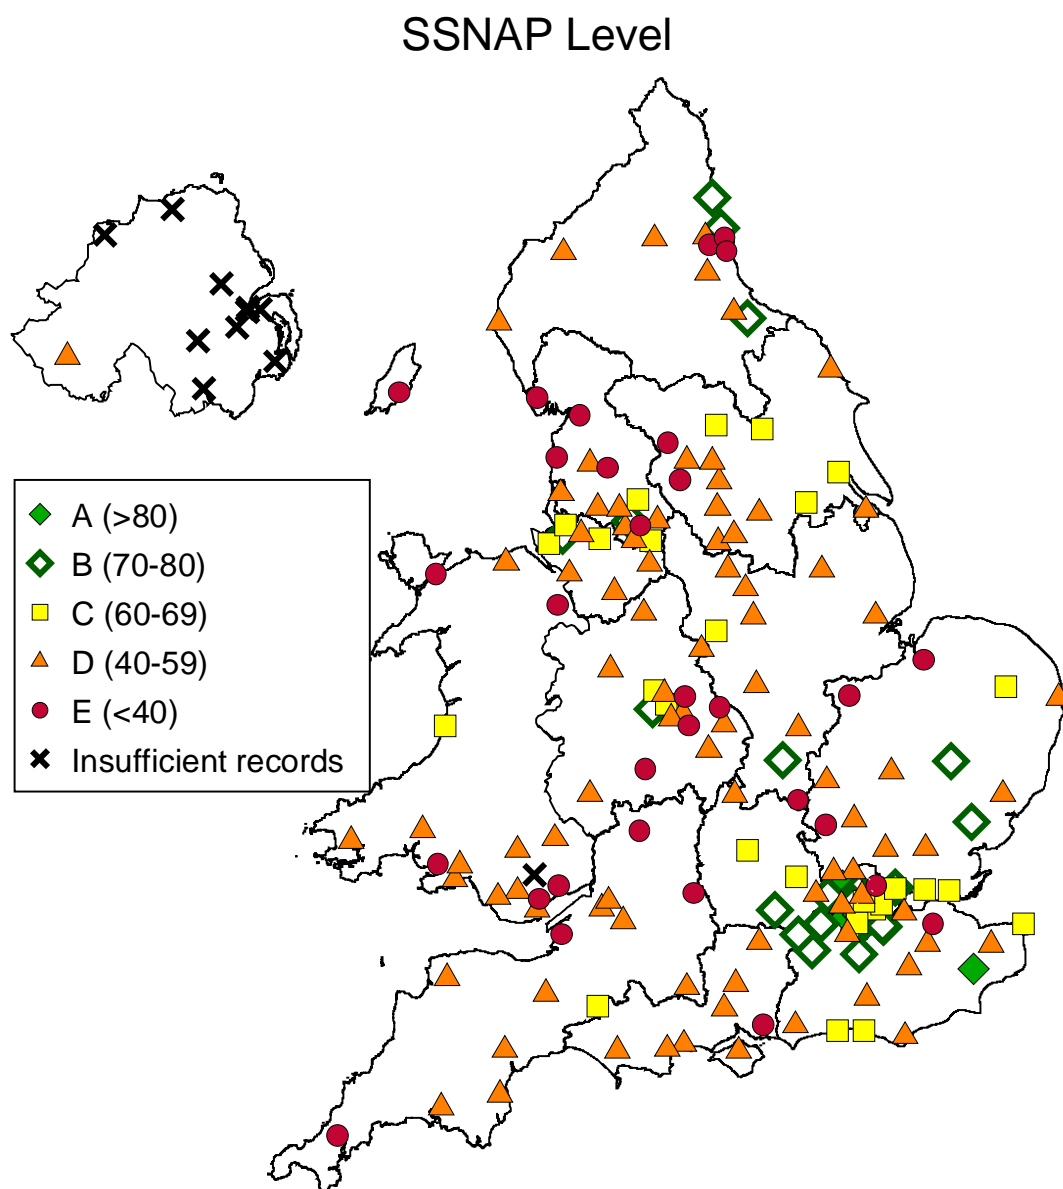 SSNAP Level
A (>80)
B (70-80)
C (60-69)
D (40-59)
E (<40)
Insufficient records